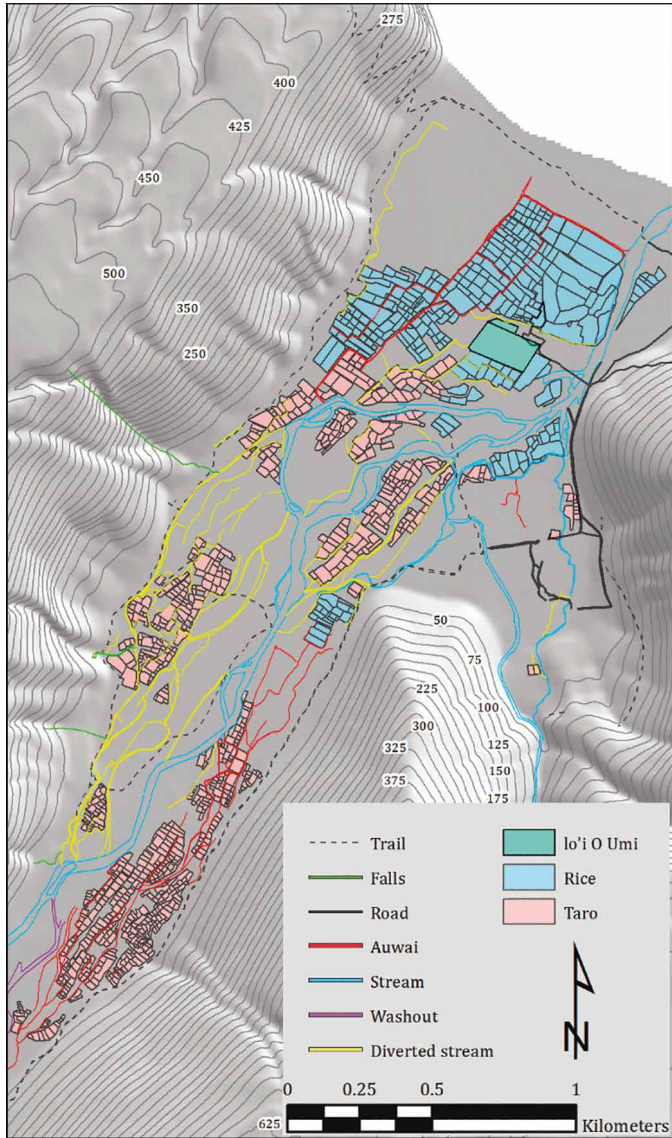 275
400
425
450
500
350
250
50
75
225
100
300
325
125
150
375
175
Trail
Falls
Road
Auwai
Stream
Washout
Diverted stream
lo'i O Umi
Rice
Taro
N
0 0.25 0.5 1
Kilometers
625